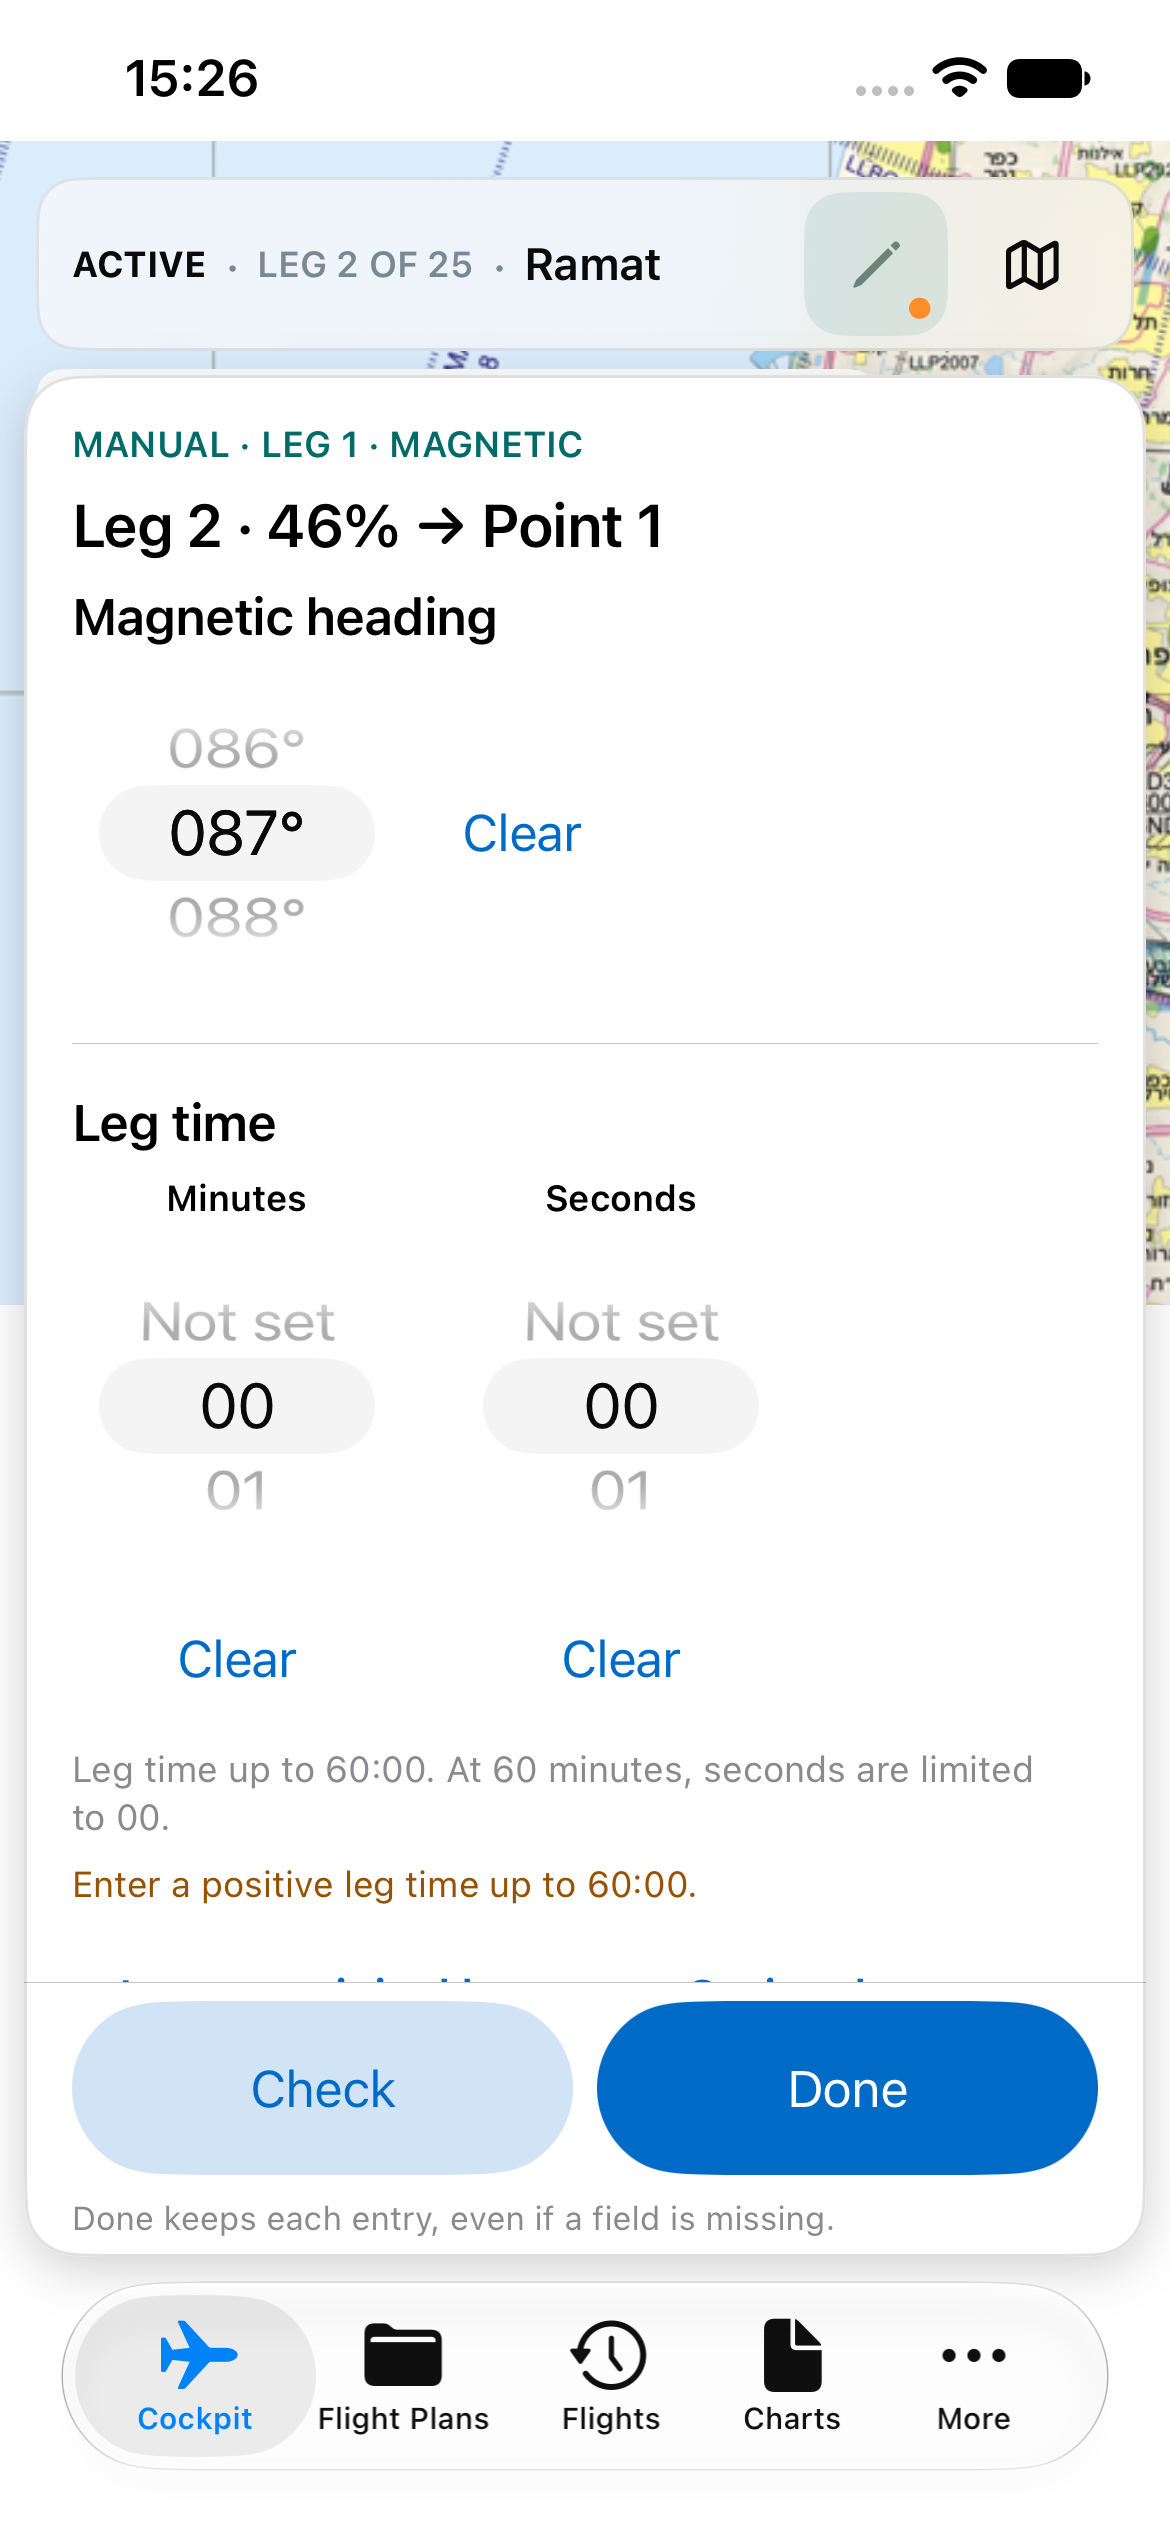 15:26
LLP2007
ACTIVE · LEG 2 OF 25 · Ramat
MANUAL · LEG 1 · MAGNETIC
Leg 2 · 46% → Point 1
Magnetic heading
086°
087° Clear
088°
Leg time
Minutes Seconds
Not set Not set
00 00
01 01
Clear Clear
Leg time up to 60:00. At 60 minutes, seconds are limited
to 00.
Enter a positive leg time up to 60:00.
Check Done
Done keeps each entry, even if a field is missing.
Cockpit Flight Plans Flights Charts More